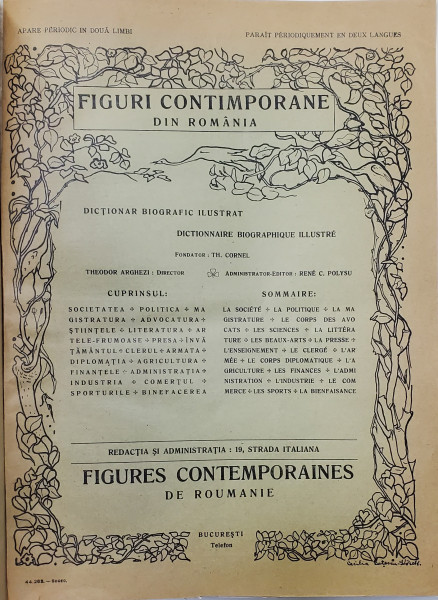 APARE PERIODIC IN DOUĂ LIMBI
PARAÎT PÉRIODIQUEMENT EN DEUX LANGUES
FIGURI CONTIMPORANE
DIN ROMÂNIA
DICȚIONAR BIOGRAFIC ILUSTRAT
DICTIONNAIRE BIOGRAPHIQUE ILLUSTRÉ
FONDATOR : TH. CORNEL
THEODOR ARGHEZI : DIRECTOR
ADMINISTRATOR-EDITOR : RENÉ C. POLYSU
CUPRINSUL:
SOCIETATEA + POLITICA + MA
GISTRATURA + ADVOCATURA +
ȘTIINȚELE + LITERATURA + AR
TELE-FRUMOASE + PRESA + ÎNVĂ
ȚĂMÂNTUL + CLERUL + ARMATA +
DIPLOMAȚIA + AGRICULTURA +
FINANȚELE + ADMINISTRAȚIA +
INDUSTRIA + COMERȚUL +
SPORTURILE + BINEFACEREA
SOMMAIRE:
LA SOCIÉTÉ + LA POLITIQUE + LA MA
GISTRATURE + LE CORPS DES AVO
CATS + LES SCIENCES + LA LITTÉRA
TURE + LES BEAUX-ARTS + LA PRESSE +
L'ENSEIGNEMENT + LE CLERGÉ + L'AR
MÉE + LE CORPS DIPLOMATIQUE + L'A
GRICULTURE + LES FINANCES + L'ADMI
NISTRATION + L'INDUSTRIE + LE COM
MERCE + LES SPORTS + LA BIENFAISANCE
REDACȚIA ȘI ADMINISTRAȚIA : 19, STRADA ITALIANA
FIGURES CONTEMPORAINES
DE ROUMANIE
BUCUREȘTI
Telefon
Cecilia